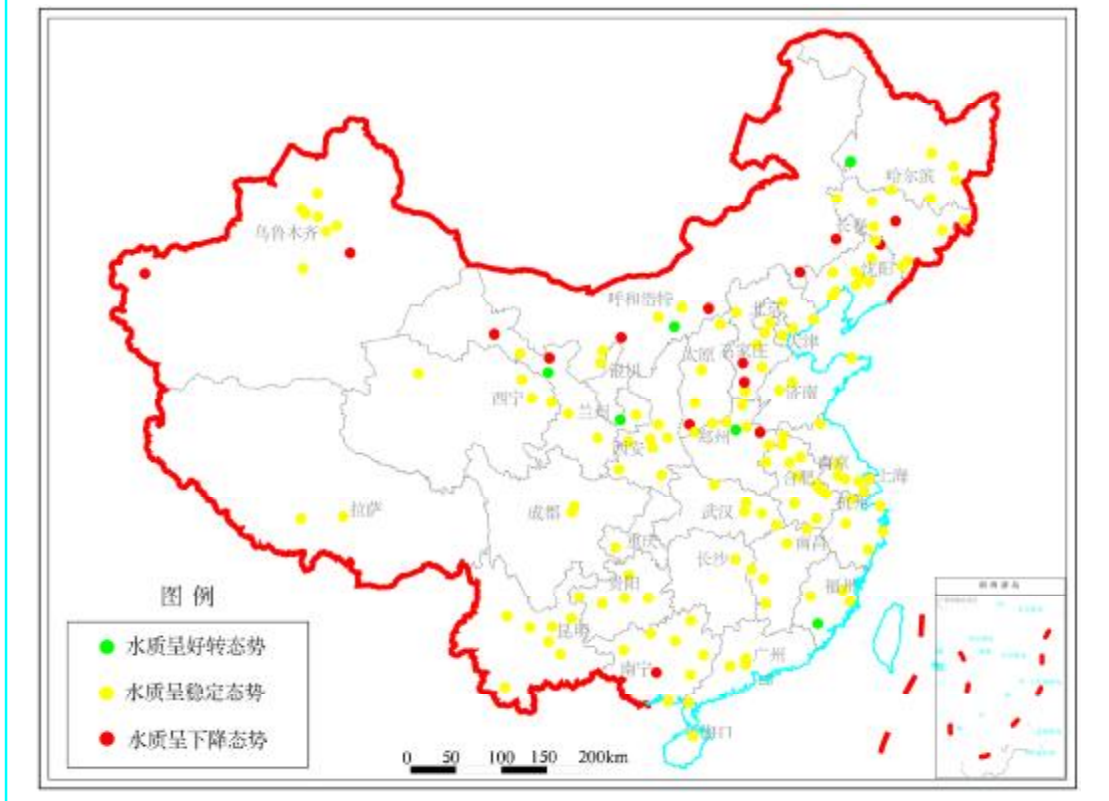 哈尔滨
长春
乌鲁木齐
沈阳
呼和浩特
北京
天津
太原
石家庄
银川
济南
西宁
兰州
郑州
西安
南京
合肥
上海
杭州
拉萨
成都
武汉
重庆
南昌
长沙
贵阳
福州
昆明
广州
南宁
海口
南海诸岛
图例
水质呈好转态势
水质呈稳定态势
水质呈下降态势
0 50 100 150 200km